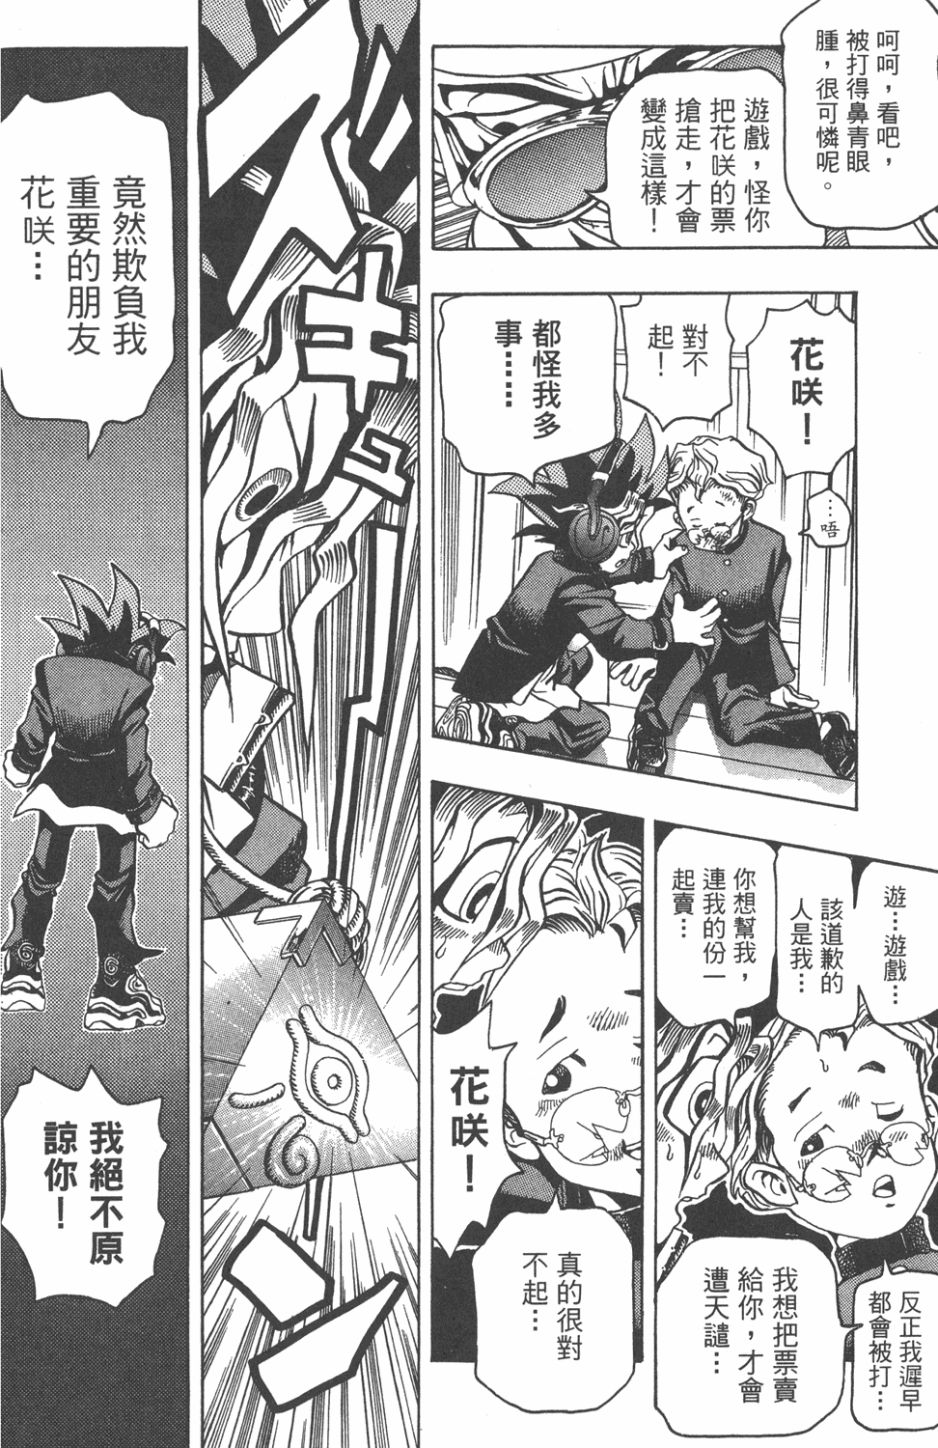 呵呵，看吧，
被打得鼻青眼
腫，很可憐呢。
遊戲，怪你
把花咲的票
搶走，才會
變成這樣！
花咲！
…唔
對不
起！
都怪我多
事……
遊…遊戲…
該道歉的
人是我…
你想幫我，
連我的份一
起賣…
反正我遲早
都會被打…
我想把票賣
給你，才會
遭天譴…
花咲！
真的很對
不起…
ズキュン
竟然欺負我
重要的朋友
花咲…
我絕不原
諒你！